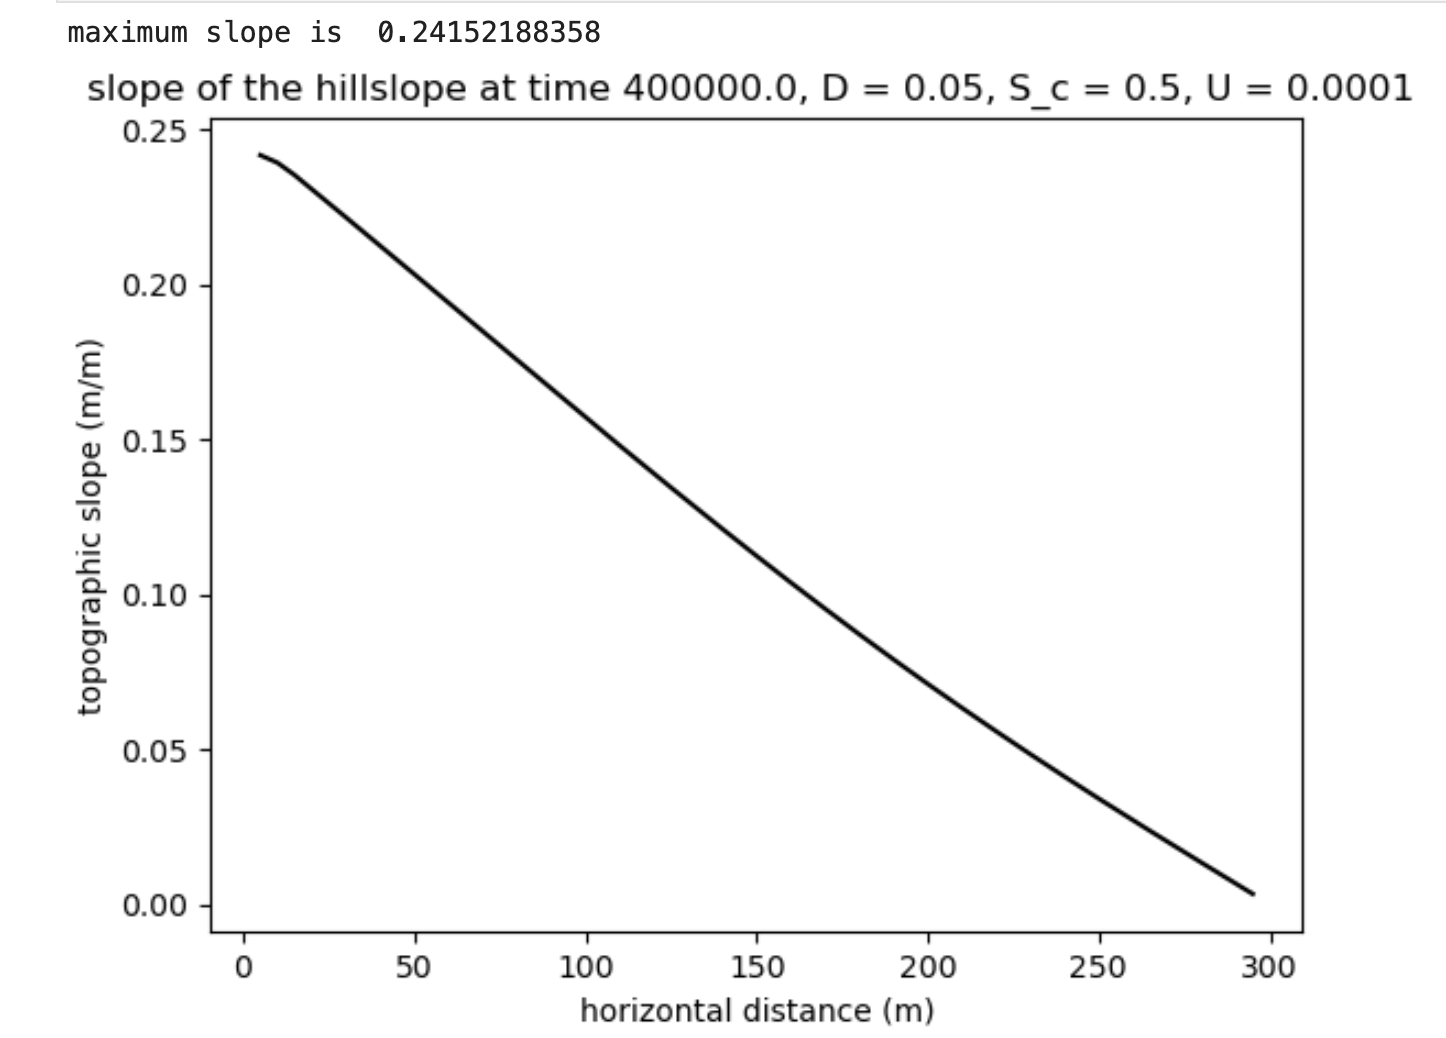 maximum slope is  0.24152188358
slope of the hillslope at time 400000.0, D = 0.05, S_c = 0.5, U = 0.0001
topographic slope (m/m)
0.25
0.20
0.15
0.10
0.05
0.00
0 50 100 150 200 250 300
horizontal distance (m)